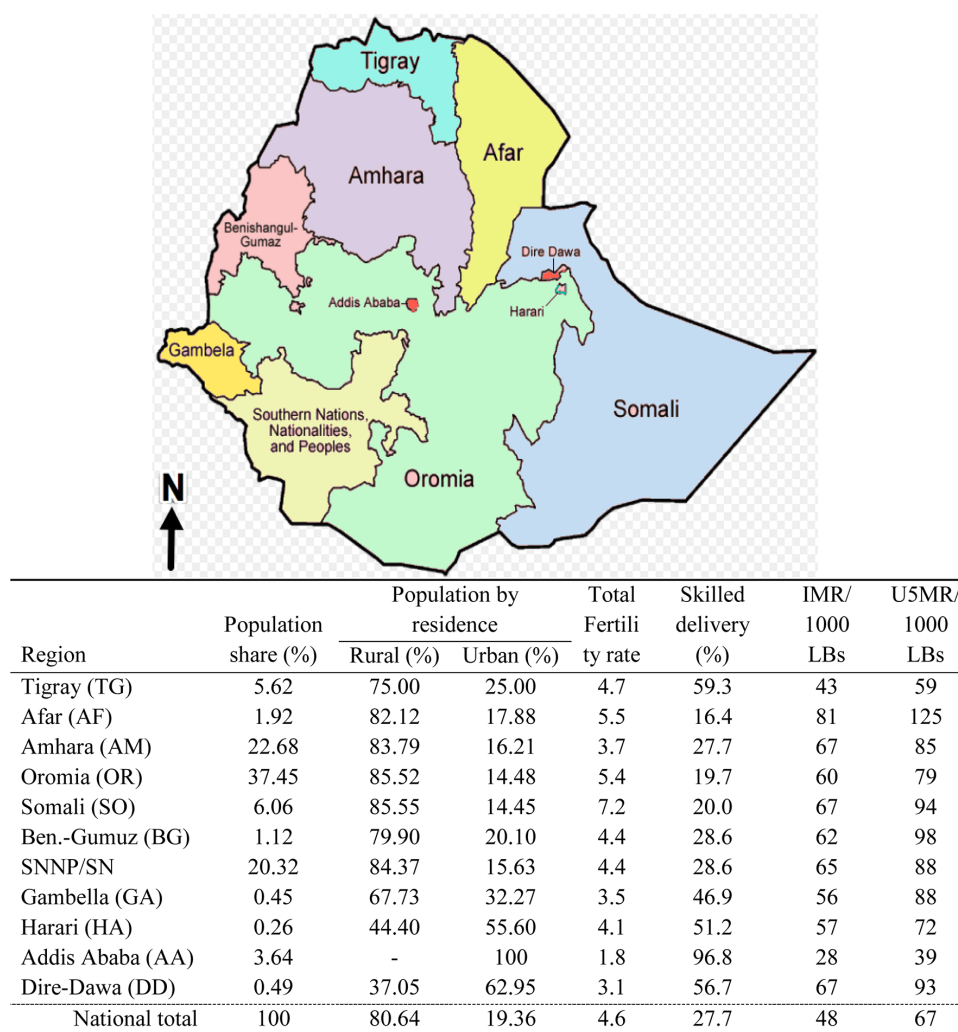 Tigray
Afar
Amhara
Benishangul-
Gumaz
Dire Dawa
Addis Ababa
Harari
Gambela
Somali
Southern Nations,
Nationalities,
and Peoples
Oromia
N
Population by Total Skilled IMR/ U5MR/
Population residence Fertili delivery 1000 1000
Region share (%) Rural (%) Urban (%) ty rate (%) LBs LBs
Tigray (TG) 5.62 75.00 25.00 4.7 59.3 43 59
Afar (AF) 1.92 82.12 17.88 5.5 16.4 81 125
Amhara (AM) 22.68 83.79 16.21 3.7 27.7 67 85
Oromia (OR) 37.45 85.52 14.48 5.4 19.7 60 79
Somali (SO) 6.06 85.55 14.45 7.2 20.0 67 94
Ben.-Gumuz (BG) 1.12 79.90 20.10 4.4 28.6 62 98
SNNP/SN 20.32 84.37 15.63 4.4 28.6 65 88
Gambella (GA) 0.45 67.73 32.27 3.5 46.9 56 88
Harari (HA) 0.26 44.40 55.60 4.1 51.2 57 72
Addis Ababa (AA) 3.64 - 100 1.8 96.8 28 39
Dire-Dawa (DD) 0.49 37.05 62.95 3.1 56.7 67 93
National total 100 80.64 19.36 4.6 27.7 48 67